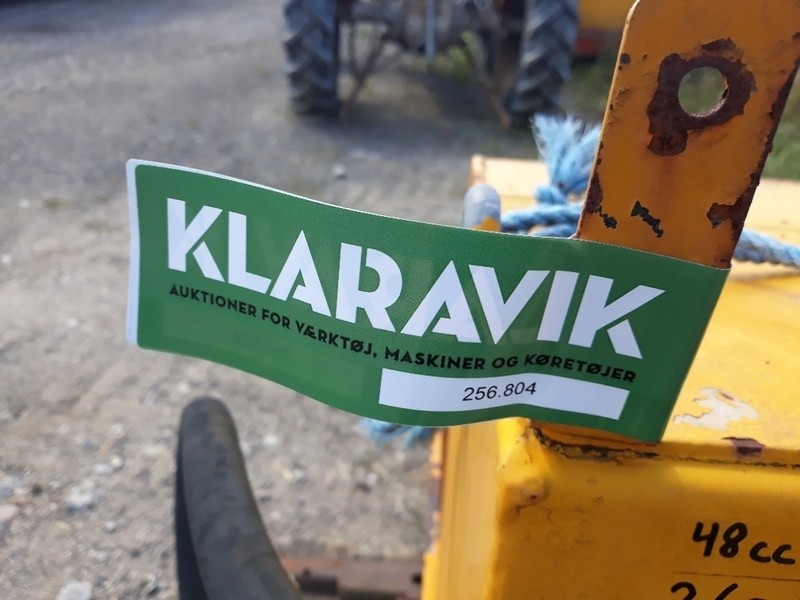 KLARAVIK
AUKTIONER FOR VÆRKTØJ, MASKINER OG KØRETØJER
256.804
48cc